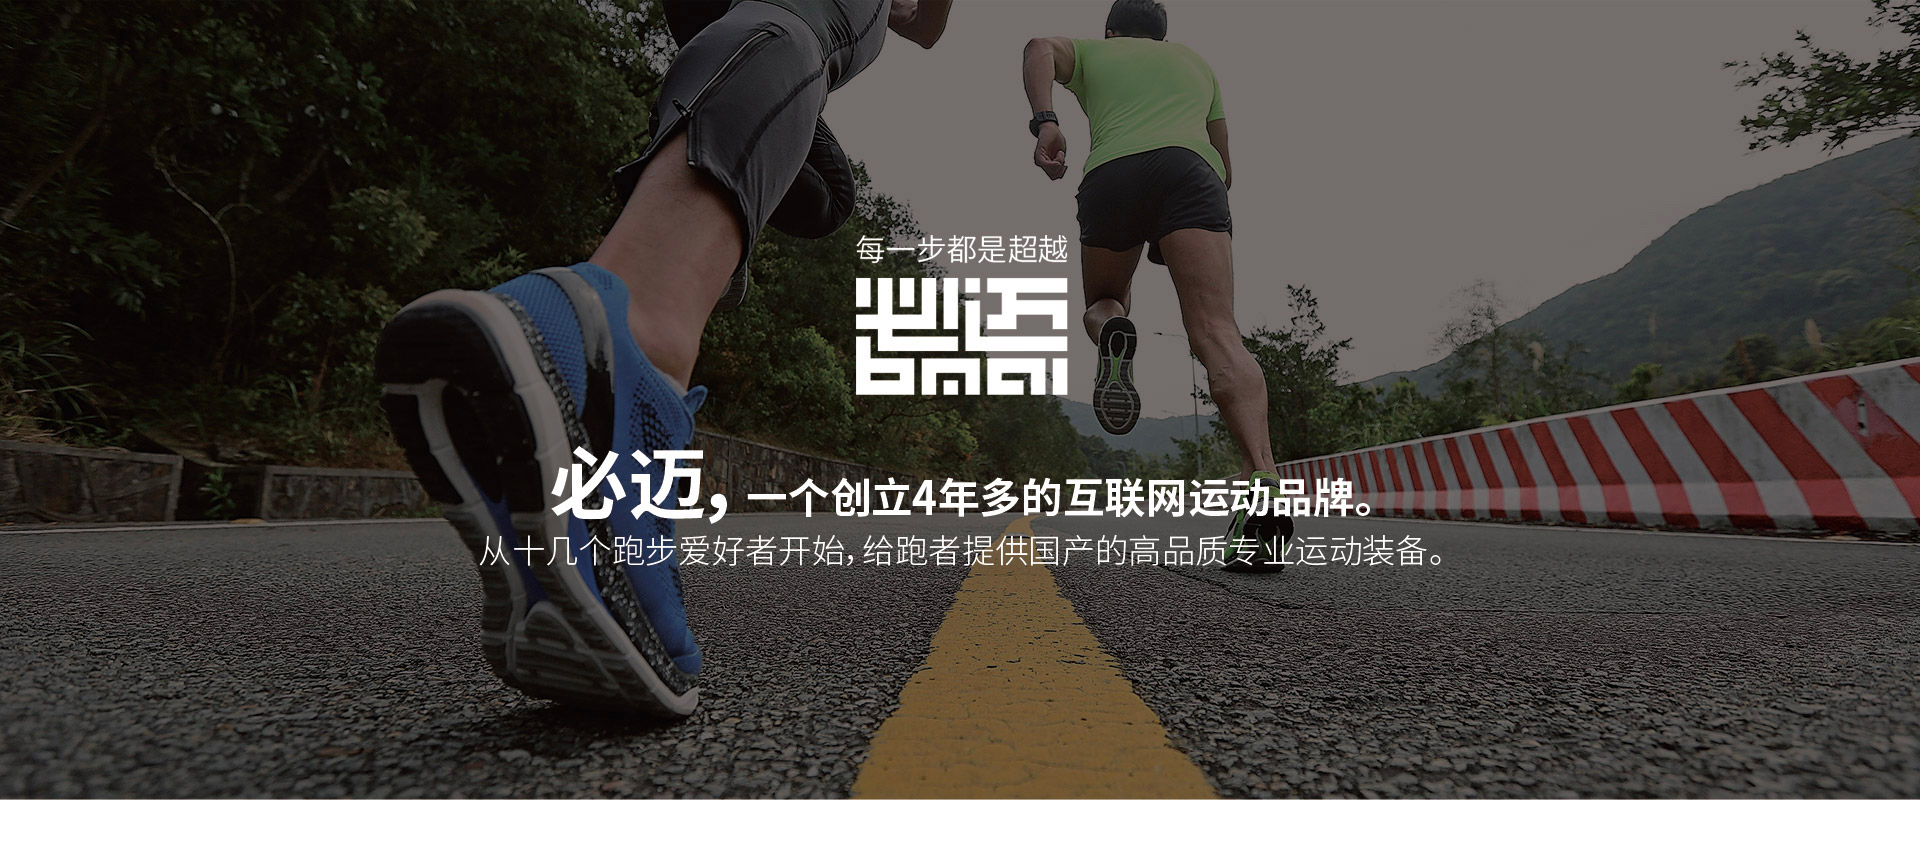 每一步都是超越
必迈
bmai
必迈，一个创立4年多的互联网运动品牌。
从十几个跑步爱好者开始，给跑者提供国产的高品质专业运动装备。